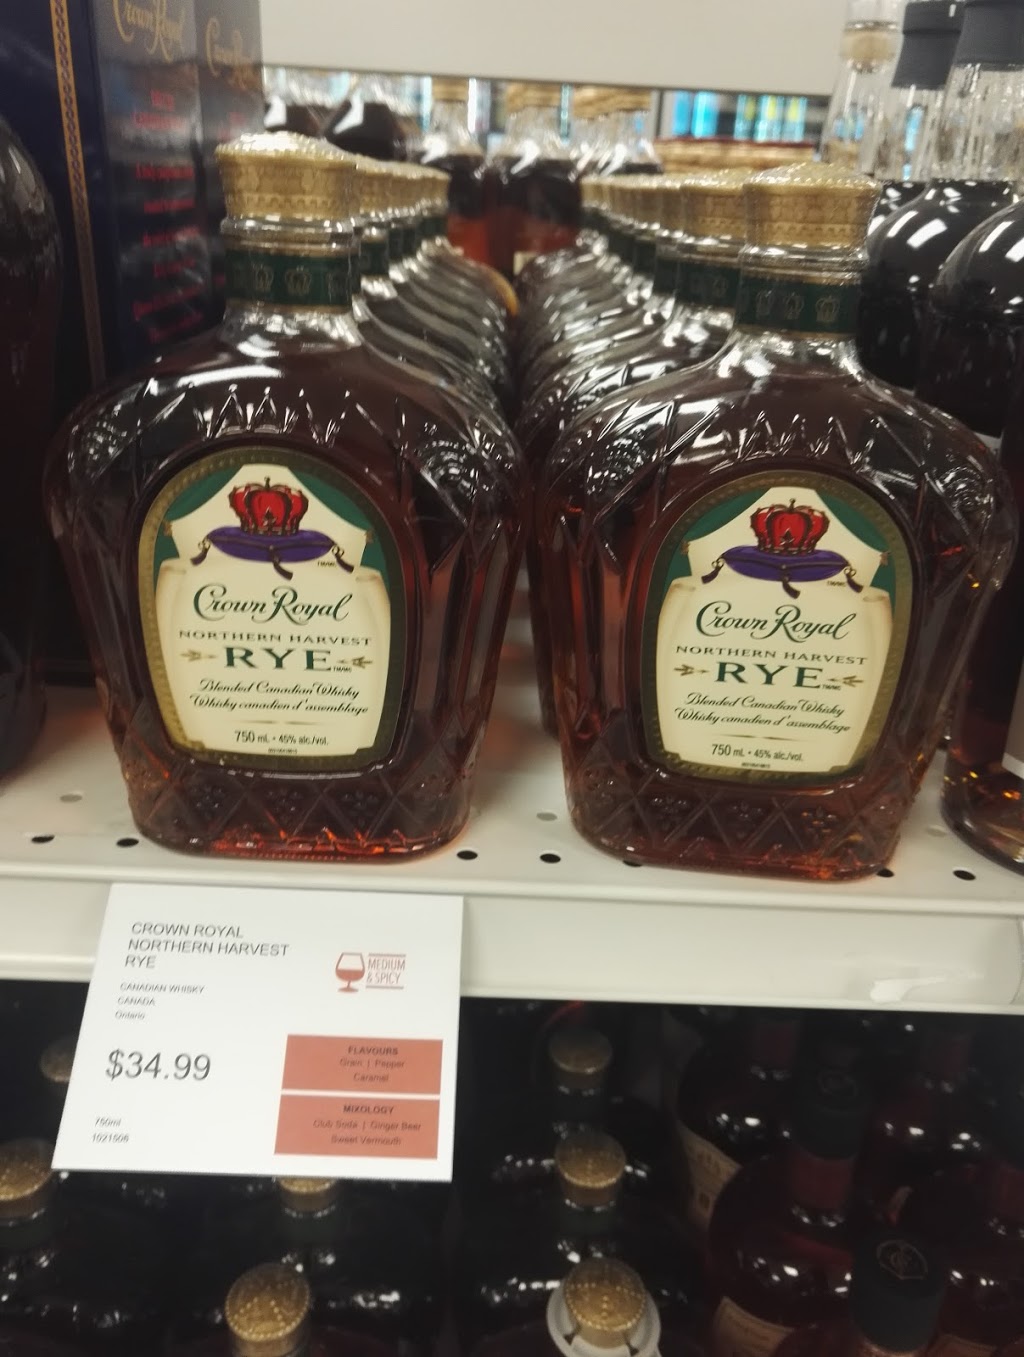 Crown Royal
Crown Royal
NORTHERN HARVEST
RYE
Blended Canadian Whisky
Whisky canadien d'assemblage
750 mL • 45% alc./vol.
Crown Royal
NORTHERN HARVEST
RYE
Blended Canadian Whisky
Whisky canadien d'assemblage
750 mL • 45% alc./vol.
CROWN ROYAL
NORTHERN HARVEST
RYE
MEDIUM
& SPICY
CANADIAN WHISKY
CANADA
Ontario
$34.99
FLAVOURS
Grain | Pepper
Caramel
MIXOLOGY
Club Soda | Ginger Beer
Sweet Vermouth
750ml
1021506